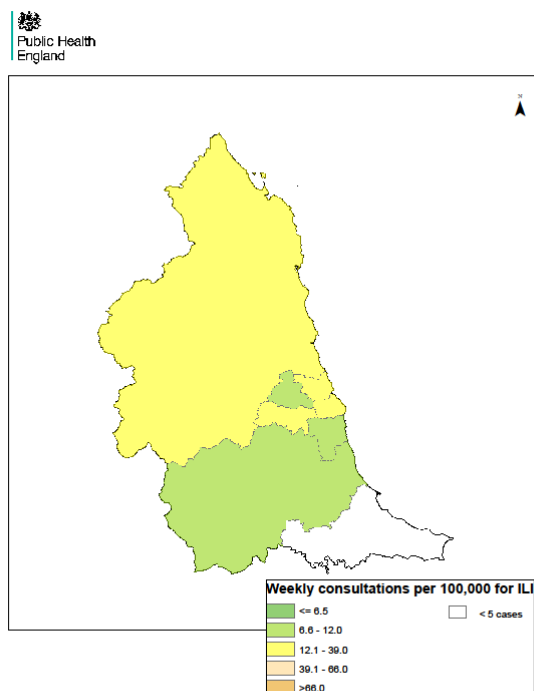 Public Health
England
N
Weekly consultations per 100,000 for ILI
<= 6.5
< 5 cases
6.6 - 12.0
12.1 - 39.0
39.1 - 66.0
>66.0